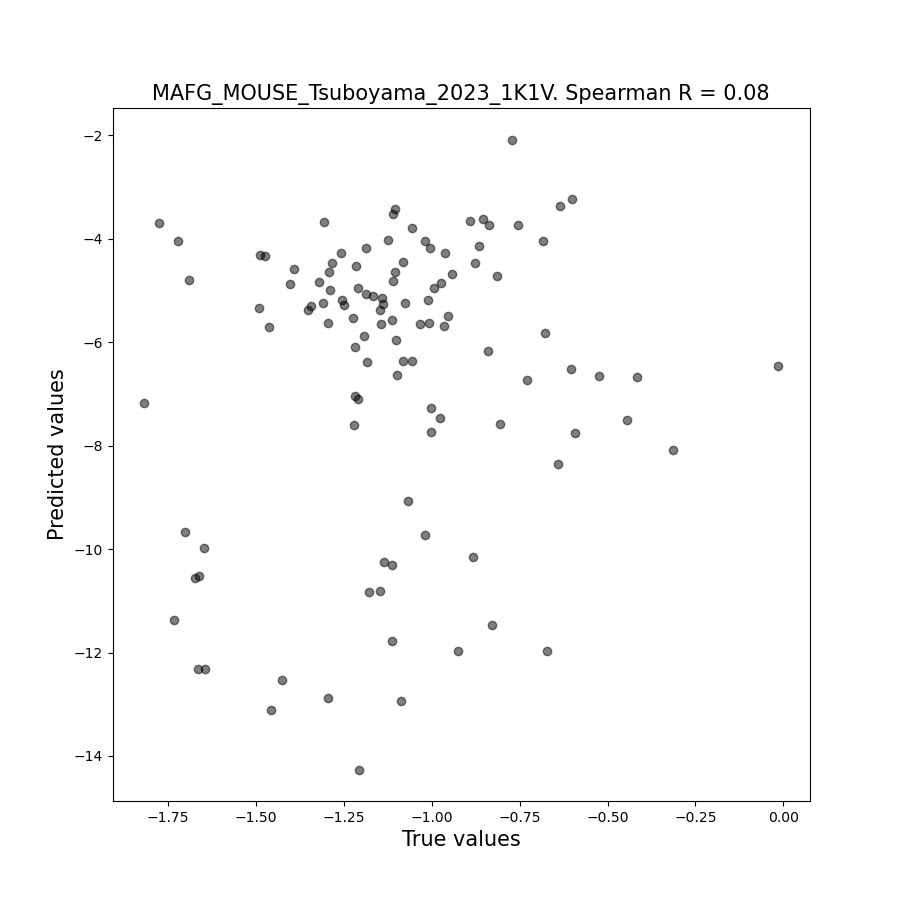 MAFG_MOUSE_Tsuboyama_2023_1K1V. Spearman R = 0.08
−2
−4
−6
−8
−10
−12
−14
Predicted values
−1.75 −1.50 −1.25 −1.00 −0.75 −0.50 −0.25 0.00
True values